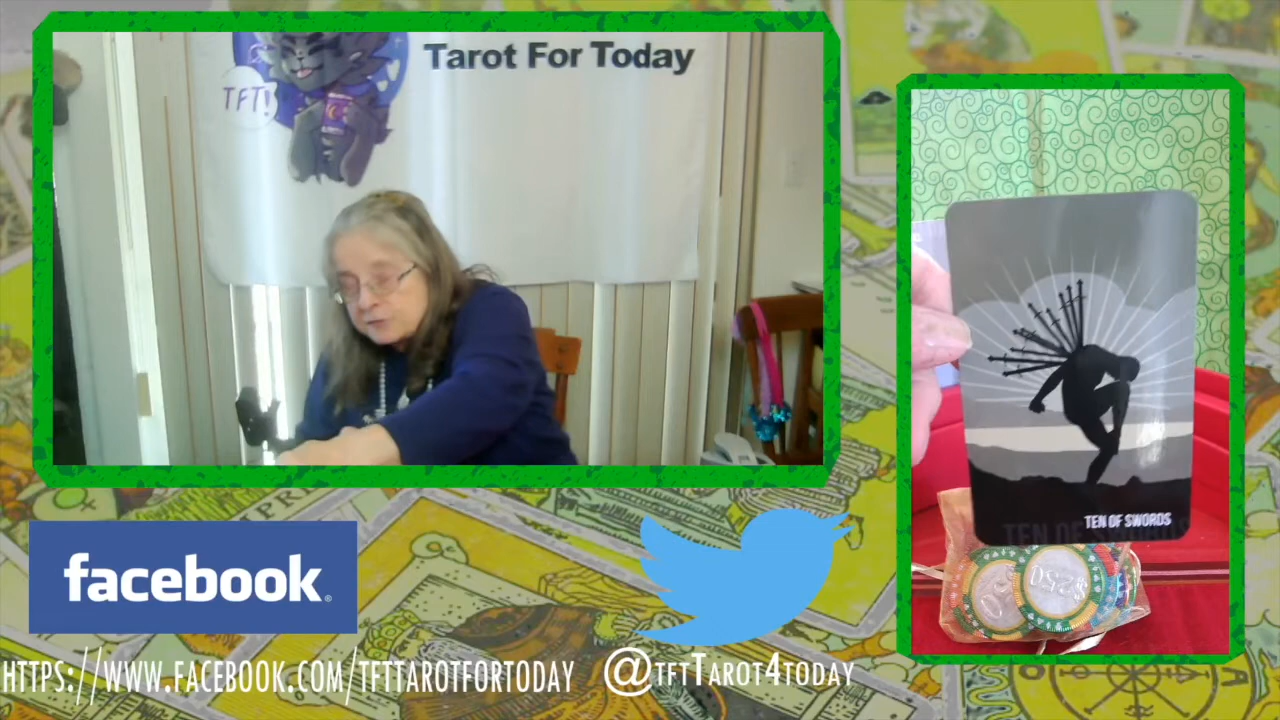 Tarot For Today
TFT!
TEN OF SWORDS
facebook®
HTTPS://WWW.FACEBOOK.COM/TFTTAROTFORTODAY
@TFTTAROT4TODAY